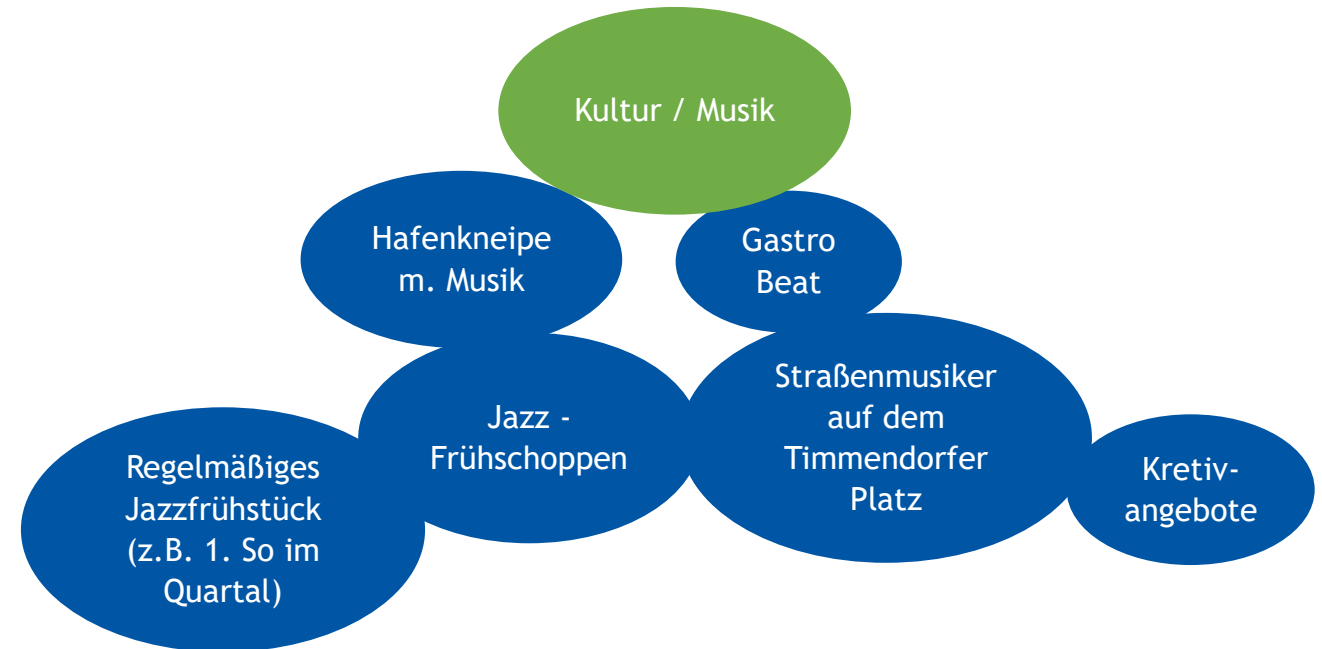 Kultur / Musik
Hafenkneipe
m. Musik
Gastro
Beat
Jazz -
Frühschoppen
Straßenmusiker
auf dem
Timmendorfer
Platz
Regelmäßiges
Jazzfrühstück
(z.B. 1. So im
Quartal)
Kretiv-
angebote